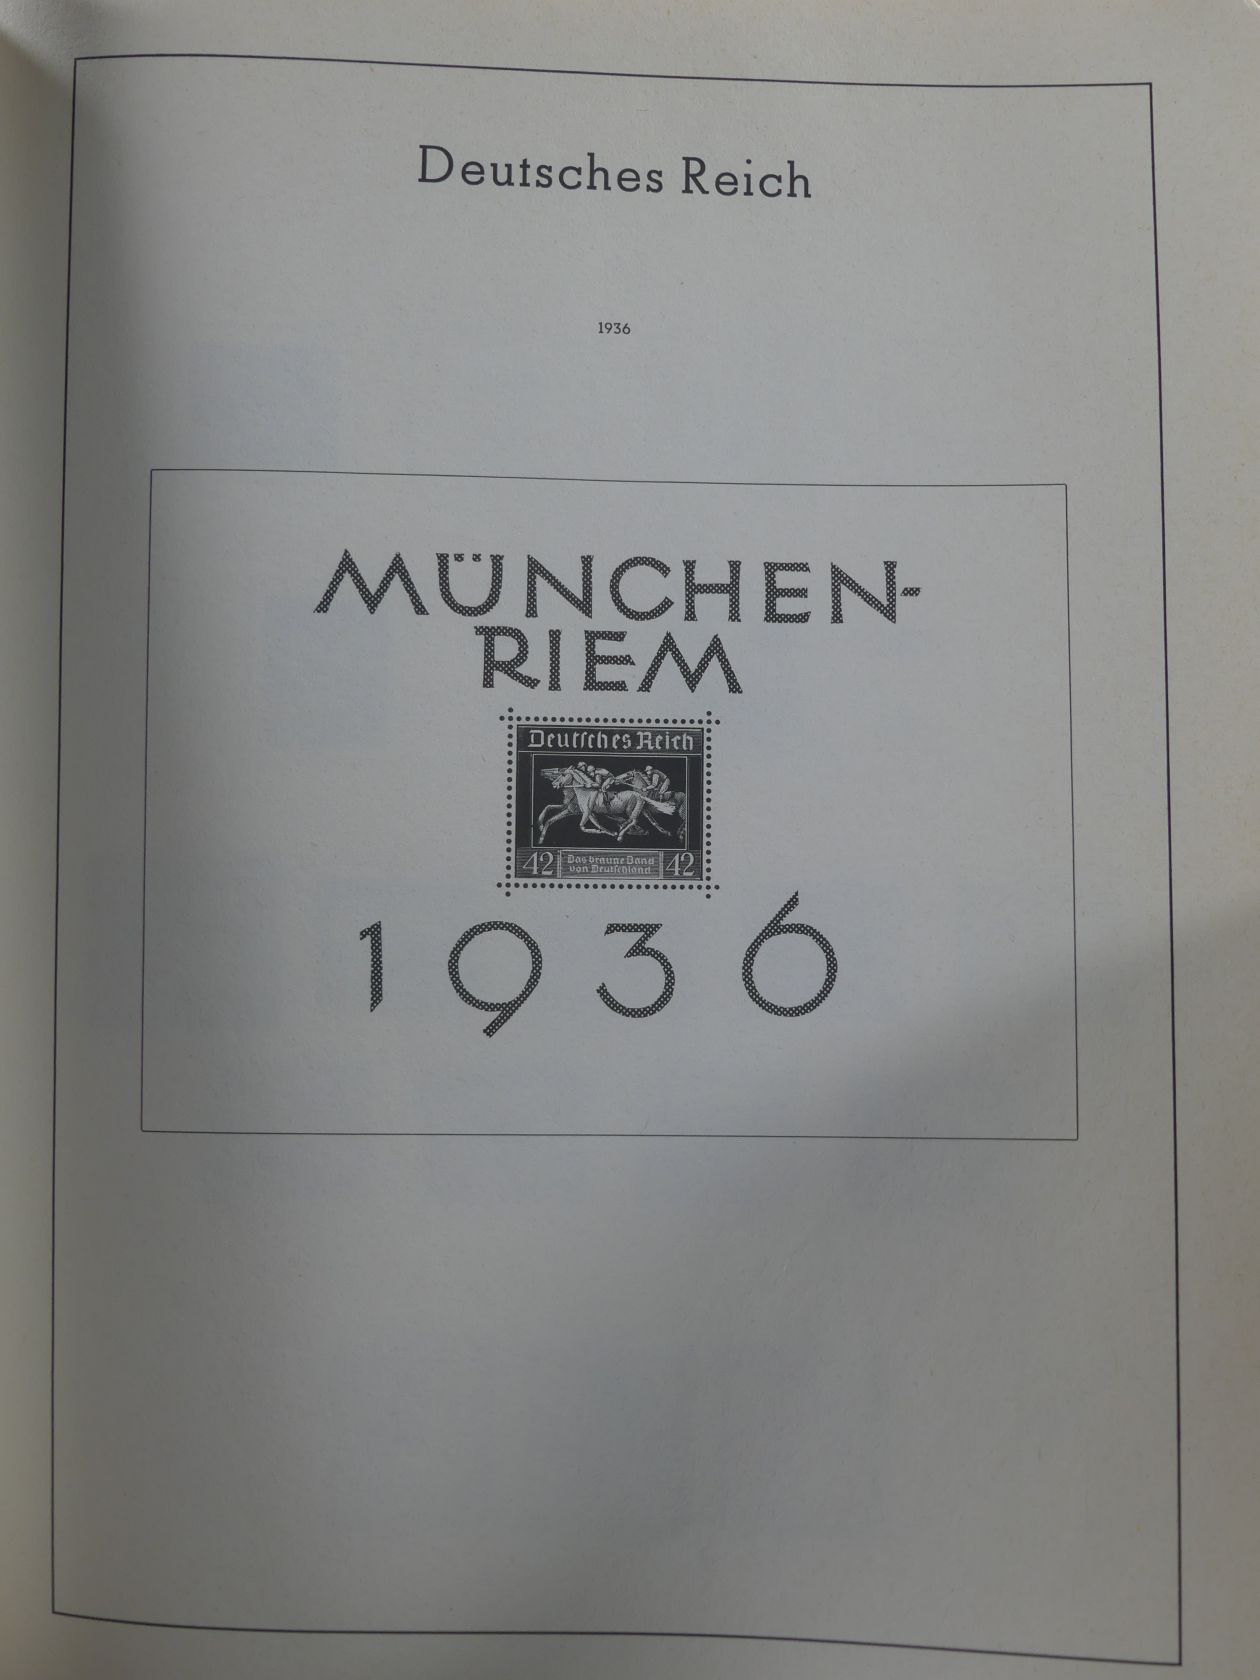 Deutsches Reich
1936
MÜNCHEN-
RIEM
Deutſches Reich
42 Das braune Band 42
von Deutſchland
1936